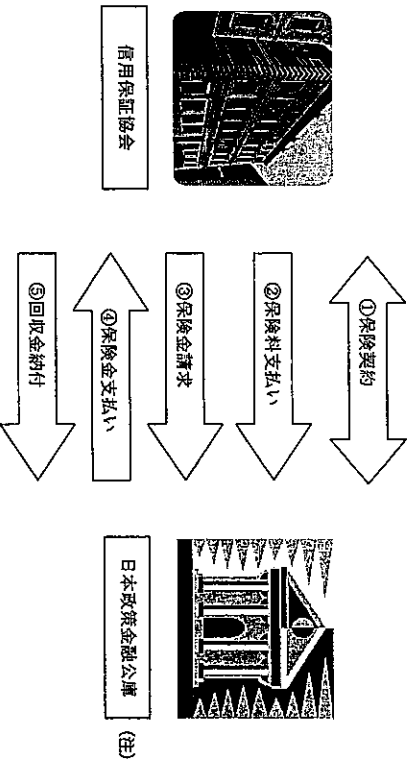 信用保証協会
①保険契約
②保険料支払い
③保険金請求
④保険金支払い
⑤回収金納付
日本政策金融公庫
(注)